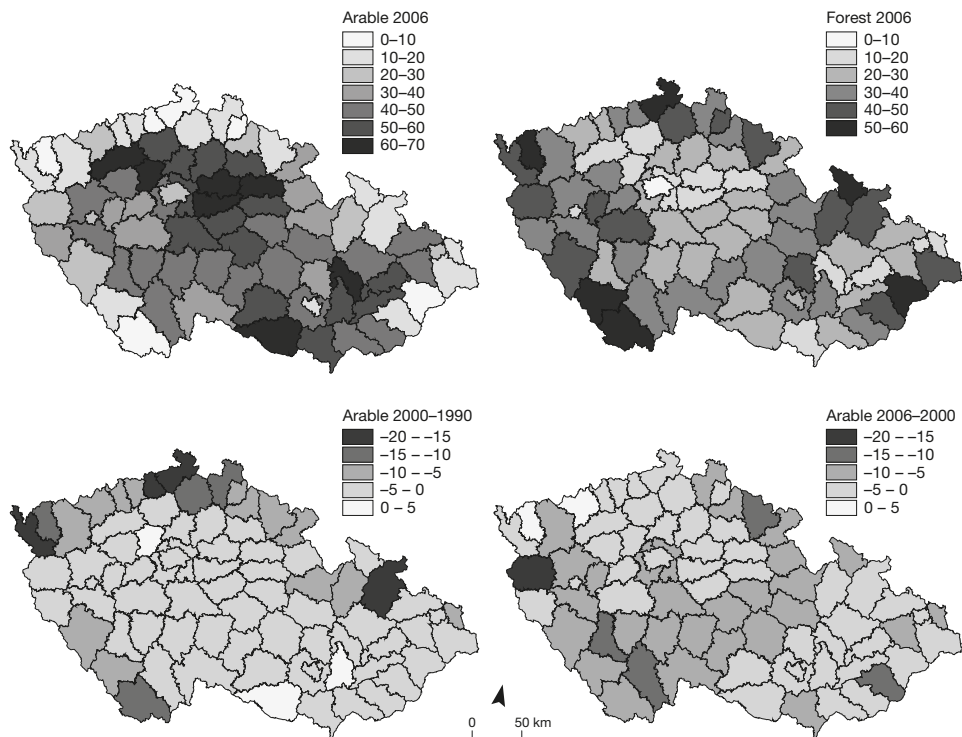 Arable 2006
0–10
10–20
20–30
30–40
40–50
50–60
60–70
Forest 2006
0–10
10–20
20–30
30–40
40–50
50–60
Arable 2000–1990
–20 – –15
–15 – –10
–10 – –5
–5 – 0
0 – 5
Arable 2006–2000
–20 – –15
–15 – –10
–10 – –5
–5 – 0
0 – 5
0 50 km